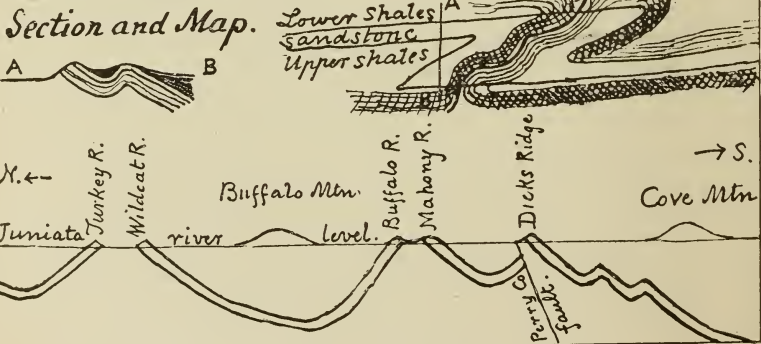 Section and Map.
Lower Shales
sandstone
Upper shales
A
B
A
B
N.
S.
Turkey R.
Wildcat R.
Buffalo Mtn.
Buffalo R.
Mahony R.
Dicks Ridge
Cove Mtn
Juniata river level.
Perry Co
fault.